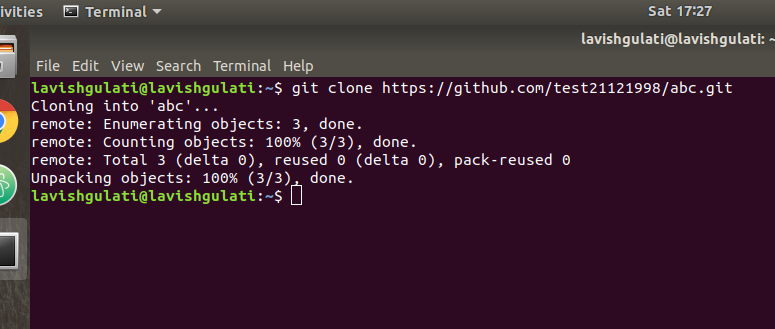 ivities Terminal Sat 17:27
lavishgulati@lavishgulati: ~
File Edit View Search Terminal Help
lavishgulati@lavishgulati:~$ git clone https://github.com/test21121998/abc.git
Cloning into 'abc'...
remote: Enumerating objects: 3, done.
remote: Counting objects: 100% (3/3), done.
remote: Total 3 (delta 0), reused 0 (delta 0), pack-reused 0
Unpacking objects: 100% (3/3), done.
lavishgulati@lavishgulati:~$